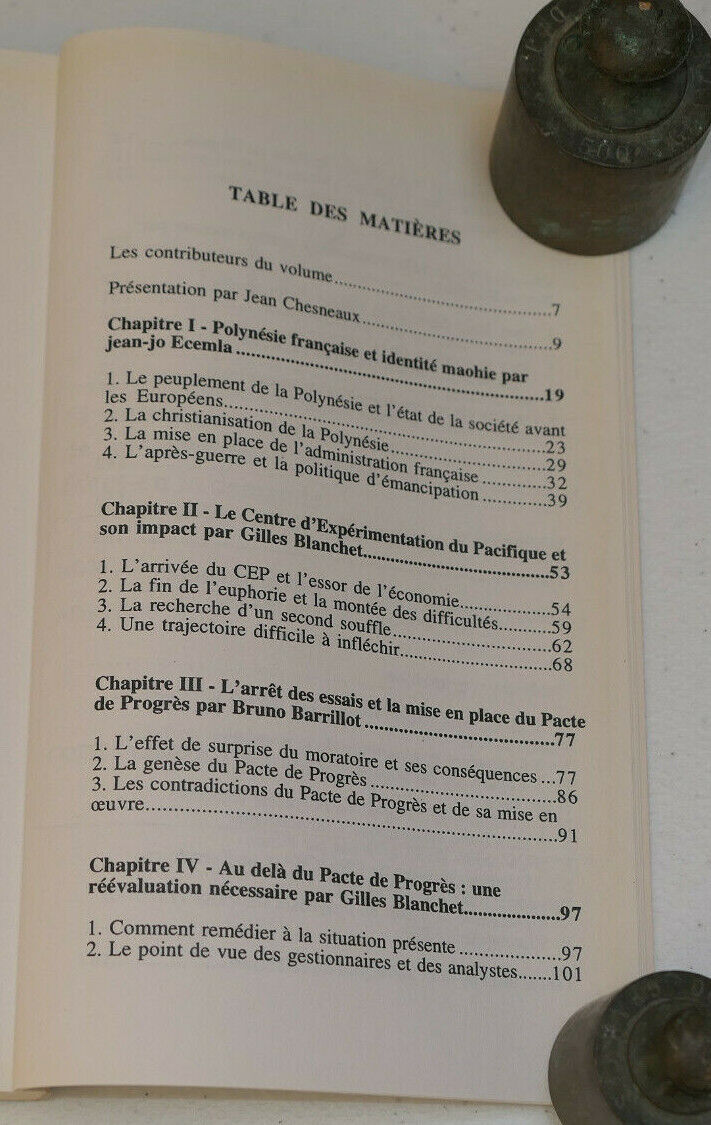 TABLE DES MATIÈRES
Les contributeurs du volume..............................7
Présentation par Jean Chesneaux..........................9
Chapitre I - Polynésie française et identité maohie par
jean-jo Ecemla..............................................19
1. Le peuplement de la Polynésie et l'état de la société avant
les Européens..............................................23
2. La christianisation de la Polynésie......................29
3. La mise en place de l'administration française ..........32
4. L'après-guerre et la politique d'émancipation ...........39
Chapitre II - Le Centre d'Expérimentation du Pacifique et
son impact par Gilles Blanchet..............................53
1. L'arrivée du CEP et l'essor de l'économie................54
2. La fin de l'euphorie et la montée des difficultés........59
3. La recherche d'un second souffle.........................62
4. Une trajectoire difficile à infléchir....................68
Chapitre III - L'arrêt des essais et la mise en place du Pacte
de Progrès par Bruno Barrillot ..............................77
1. L'effet de surprise du moratoire et ses conséquences ...77
2. La genèse du Pacte de Progrès ...........................86
3. Les contradictions du Pacte de Progrès et de sa mise en
œuvre.......................................................91
Chapitre IV - Au delà du Pacte de Progrès : une
réévaluation nécessaire par Gilles Blanchet....................97
1. Comment remédier à la situation présente ..................97
2. Le point de vue des gestionnaires et des analystes.......101